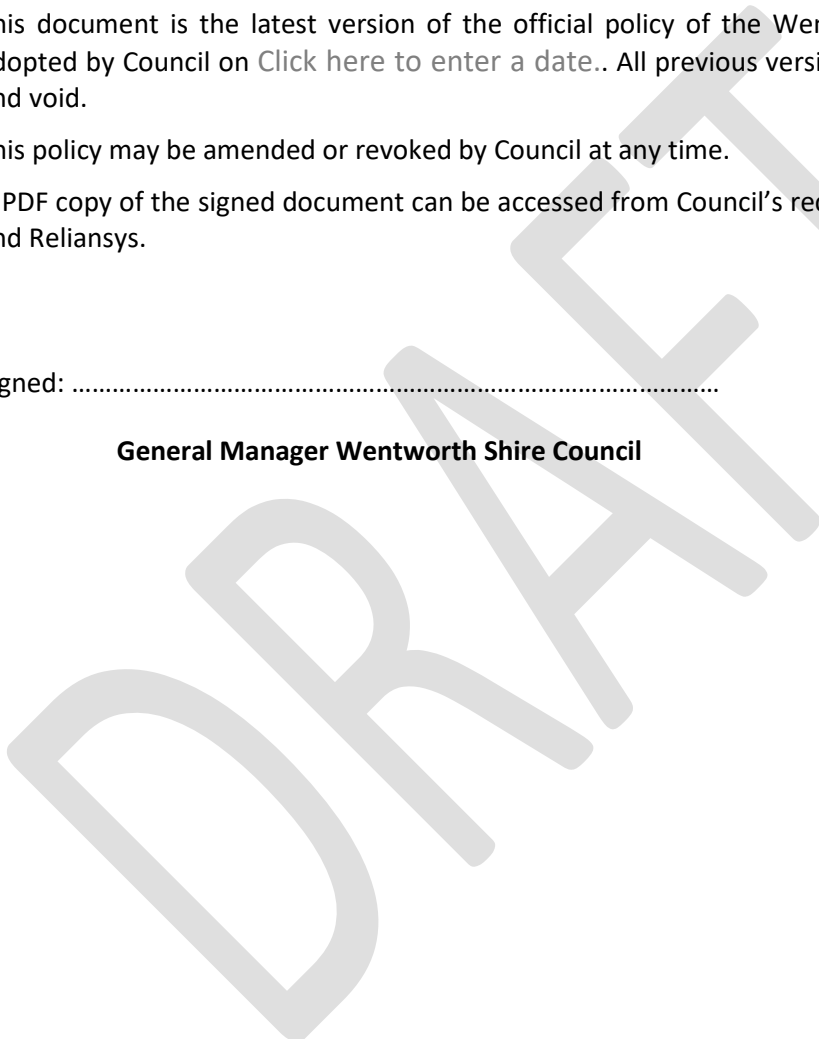 his document is the latest version of the official policy of the Wen
dopted by Council on Click here to enter a date.. All previous versi
nd void.
his policy may be amended or revoked by Council at any time.
PDF copy of the signed document can be accessed from Council’s rec
nd Reliansys.
gned: ……………………………………………………………………………………
General Manager Wentworth Shire Council
DRAFT